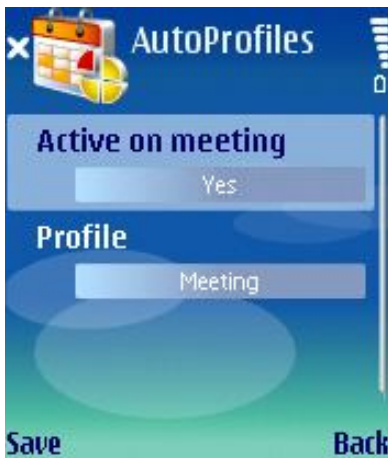 AutoProfiles
Active on meeting
Yes
Profile
Meeting
Save Back